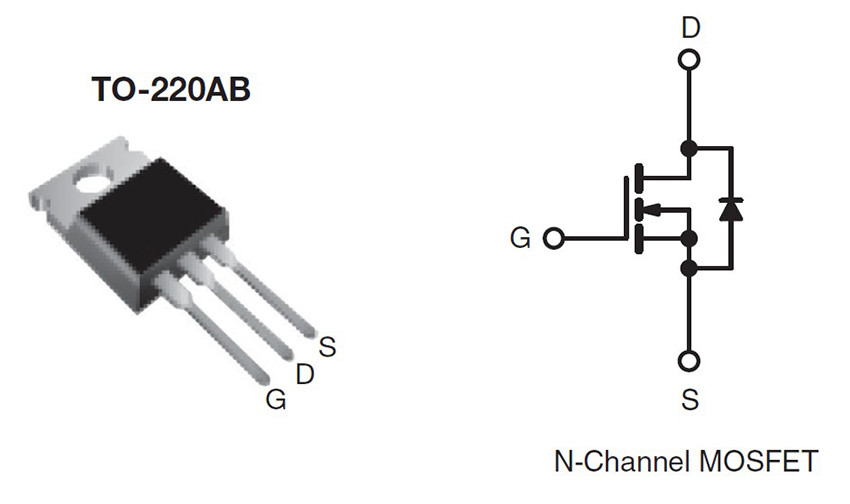 TO-220AB
S
D
G
D
G
S
N-Channel MOSFET